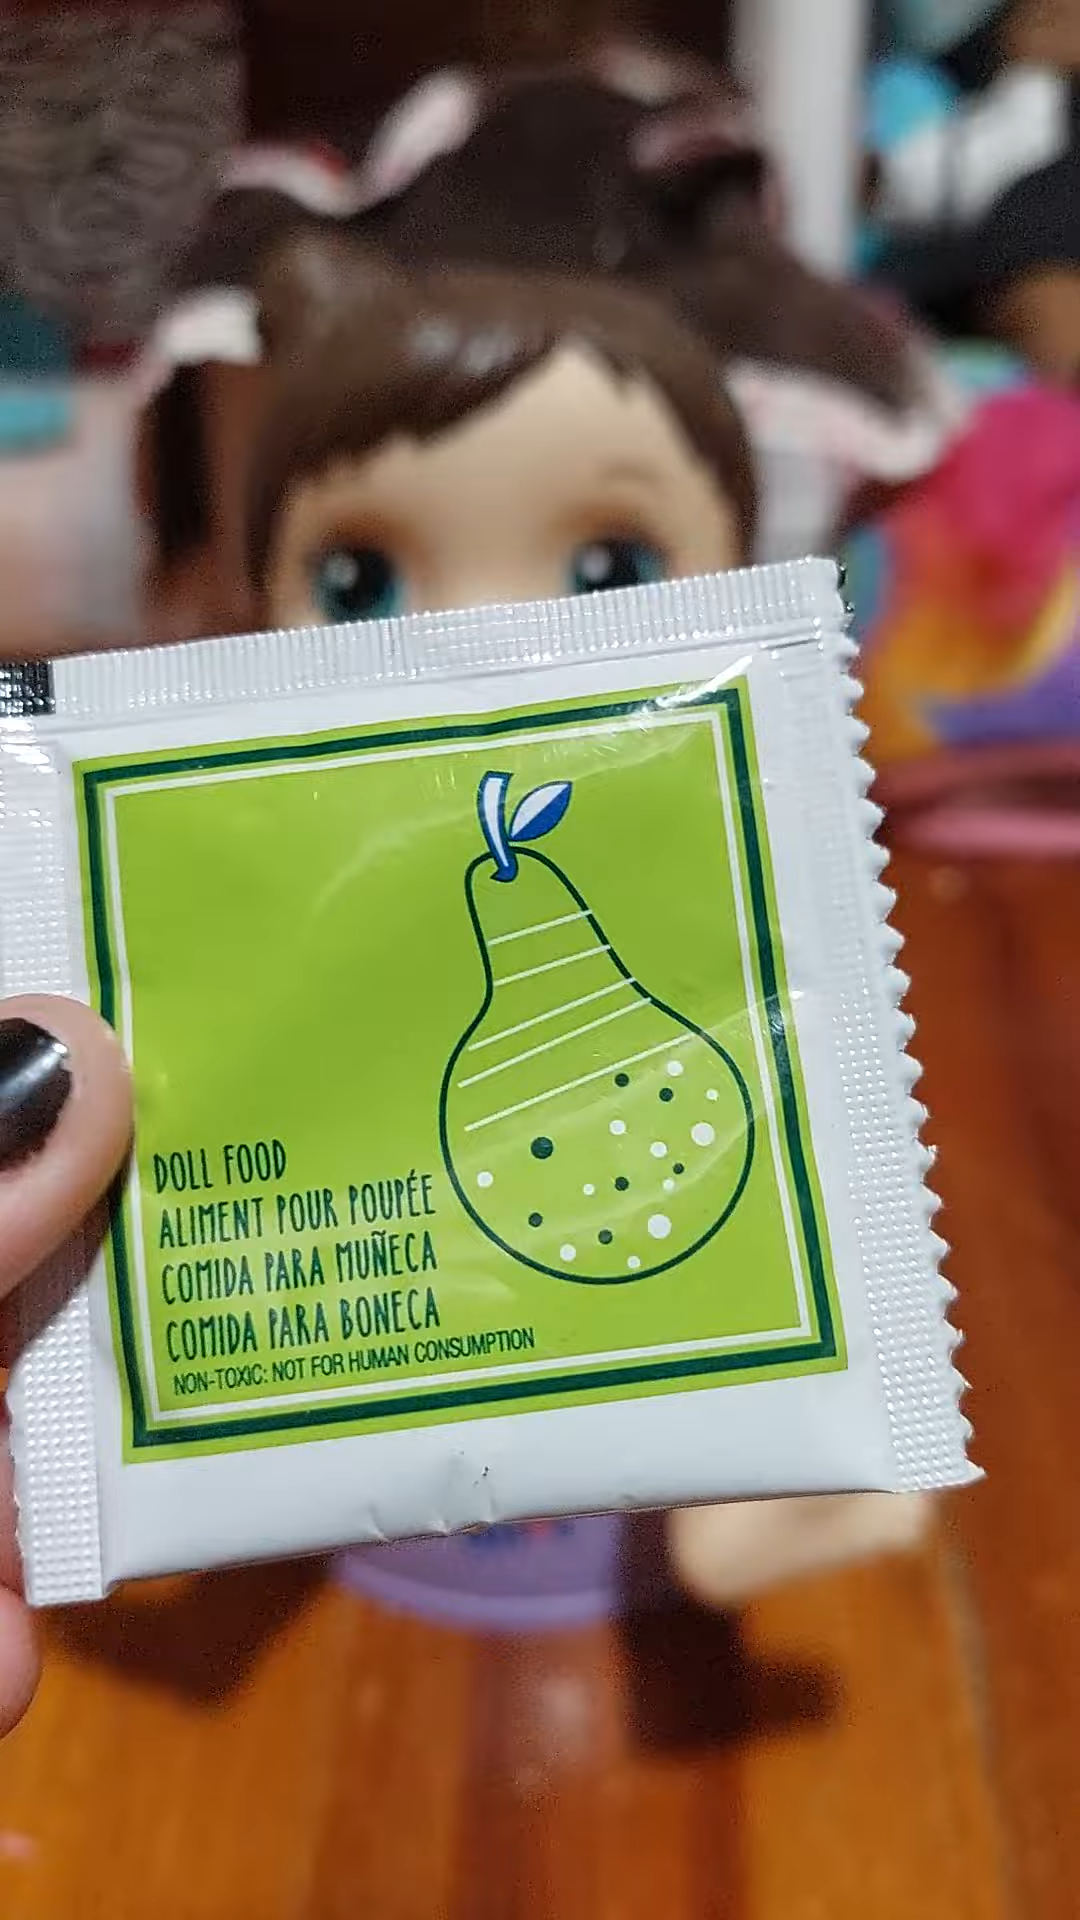 DOLL FOOD
ALIMENT POUR POUPÉE
COMIDA PARA MUÑECA
COMIDA PARA BONECA
NON-TOXIC: NOT FOR HUMAN CONSUMPTION